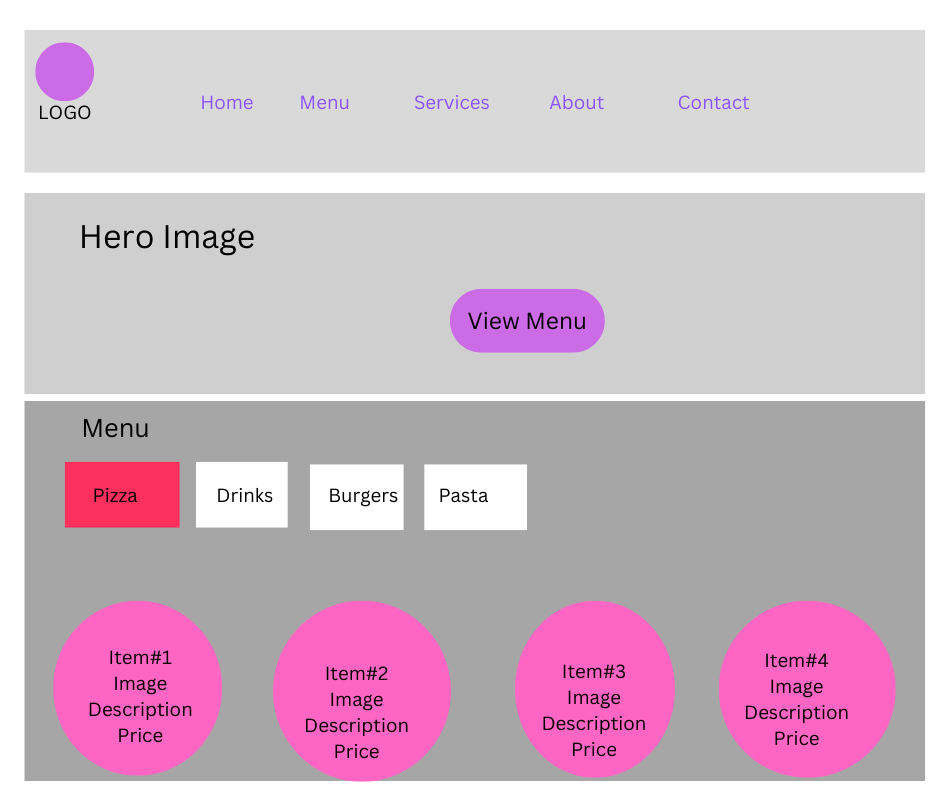 LOGO
Home Menu Services About Contact
Hero Image
View Menu
Menu
Pizza Drinks Burgers Pasta
Item#1
Image
Description
Price
Item#2
Image
Description
Price
Item#3
Image
Description
Price
Item#4
Image
Description
Price